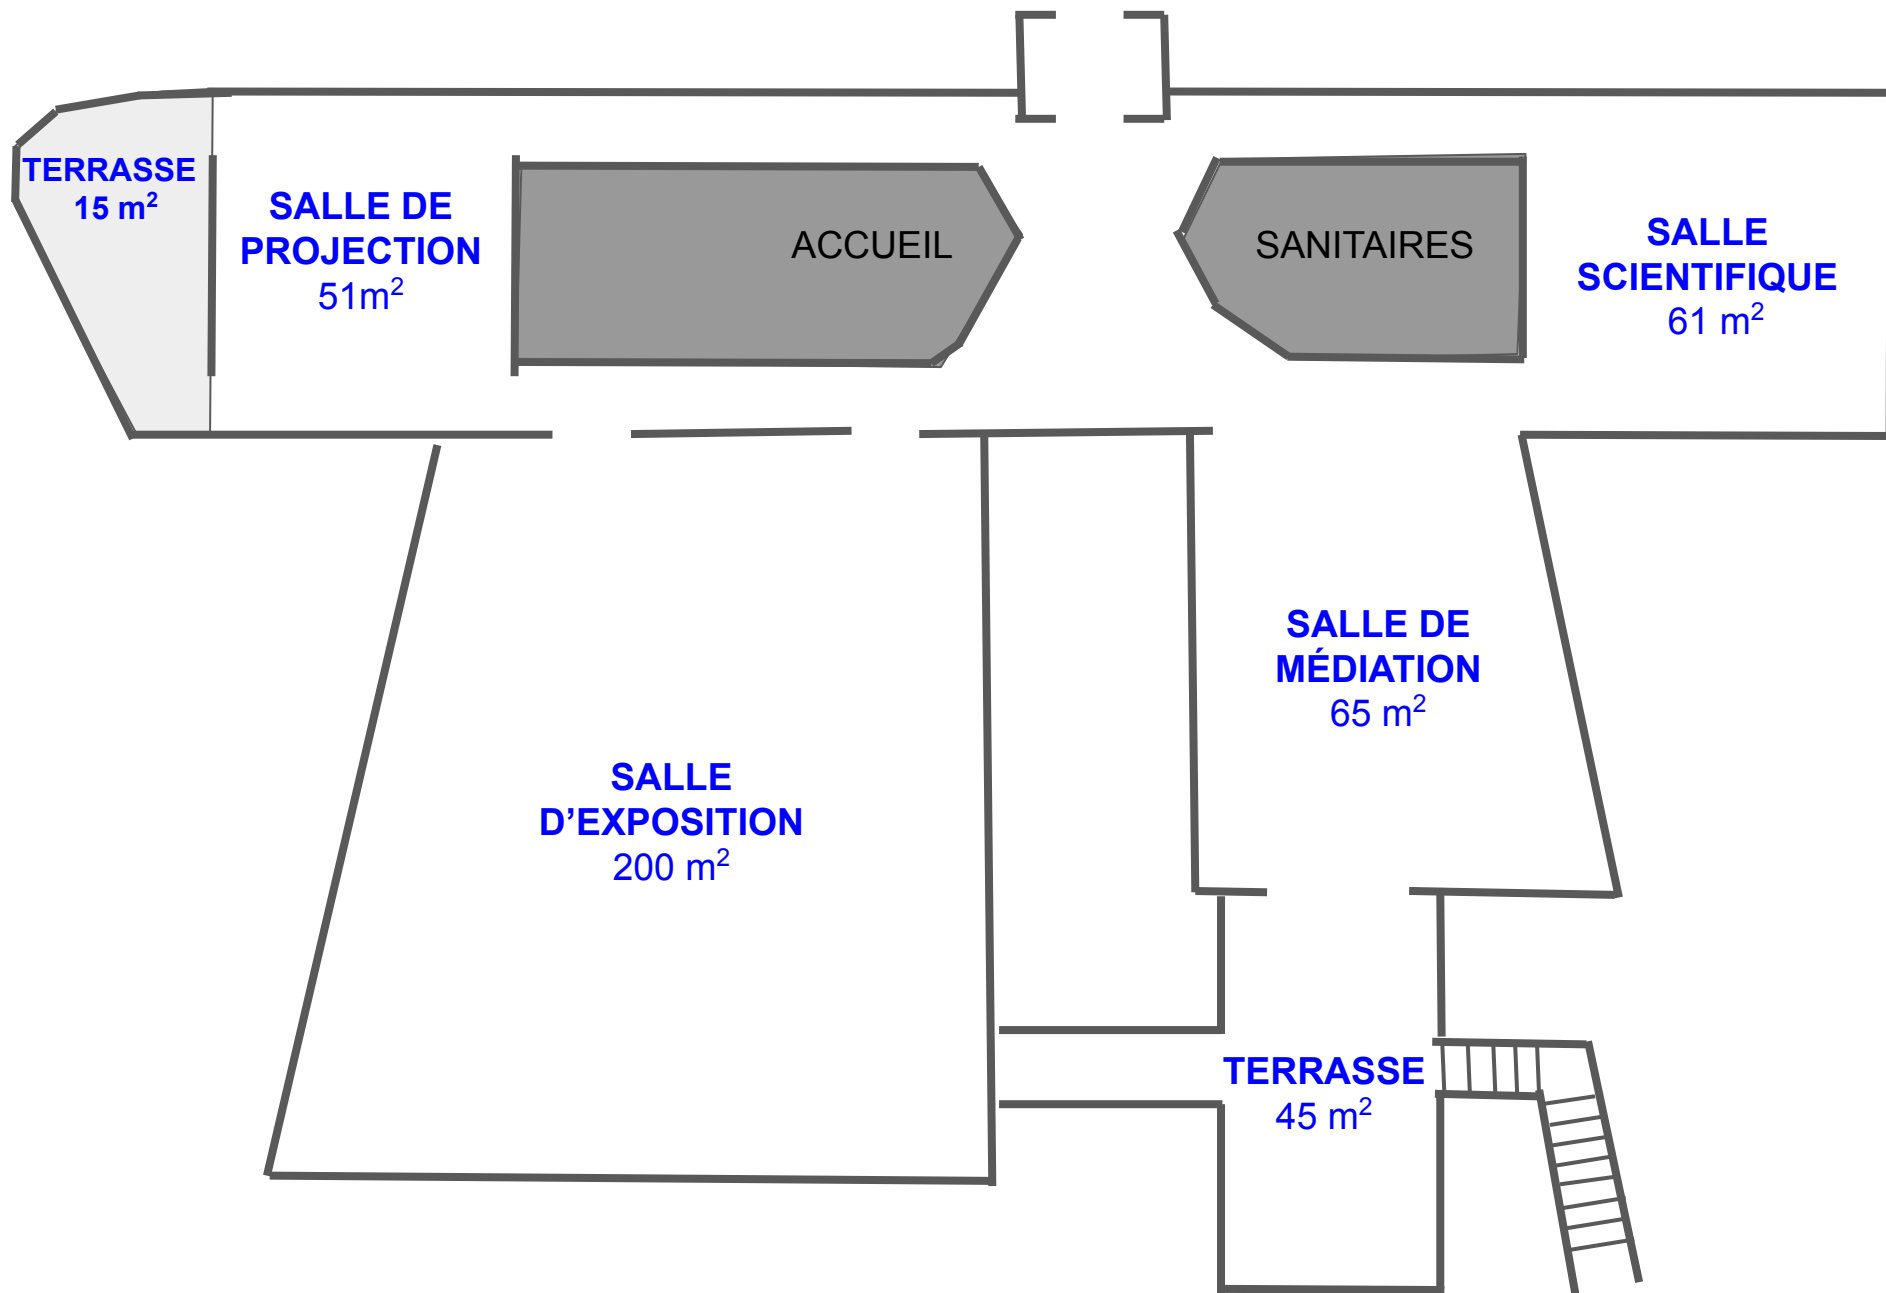 TERRASSE
15 m²
SALLE DE
PROJECTION
51m²
ACCUEIL
SANITAIRES
SALLE
SCIENTIFIQUE
61 m²
SALLE DE
MÉDIATION
65 m²
SALLE
D’EXPOSITION
200 m²
TERRASSE
45 m²